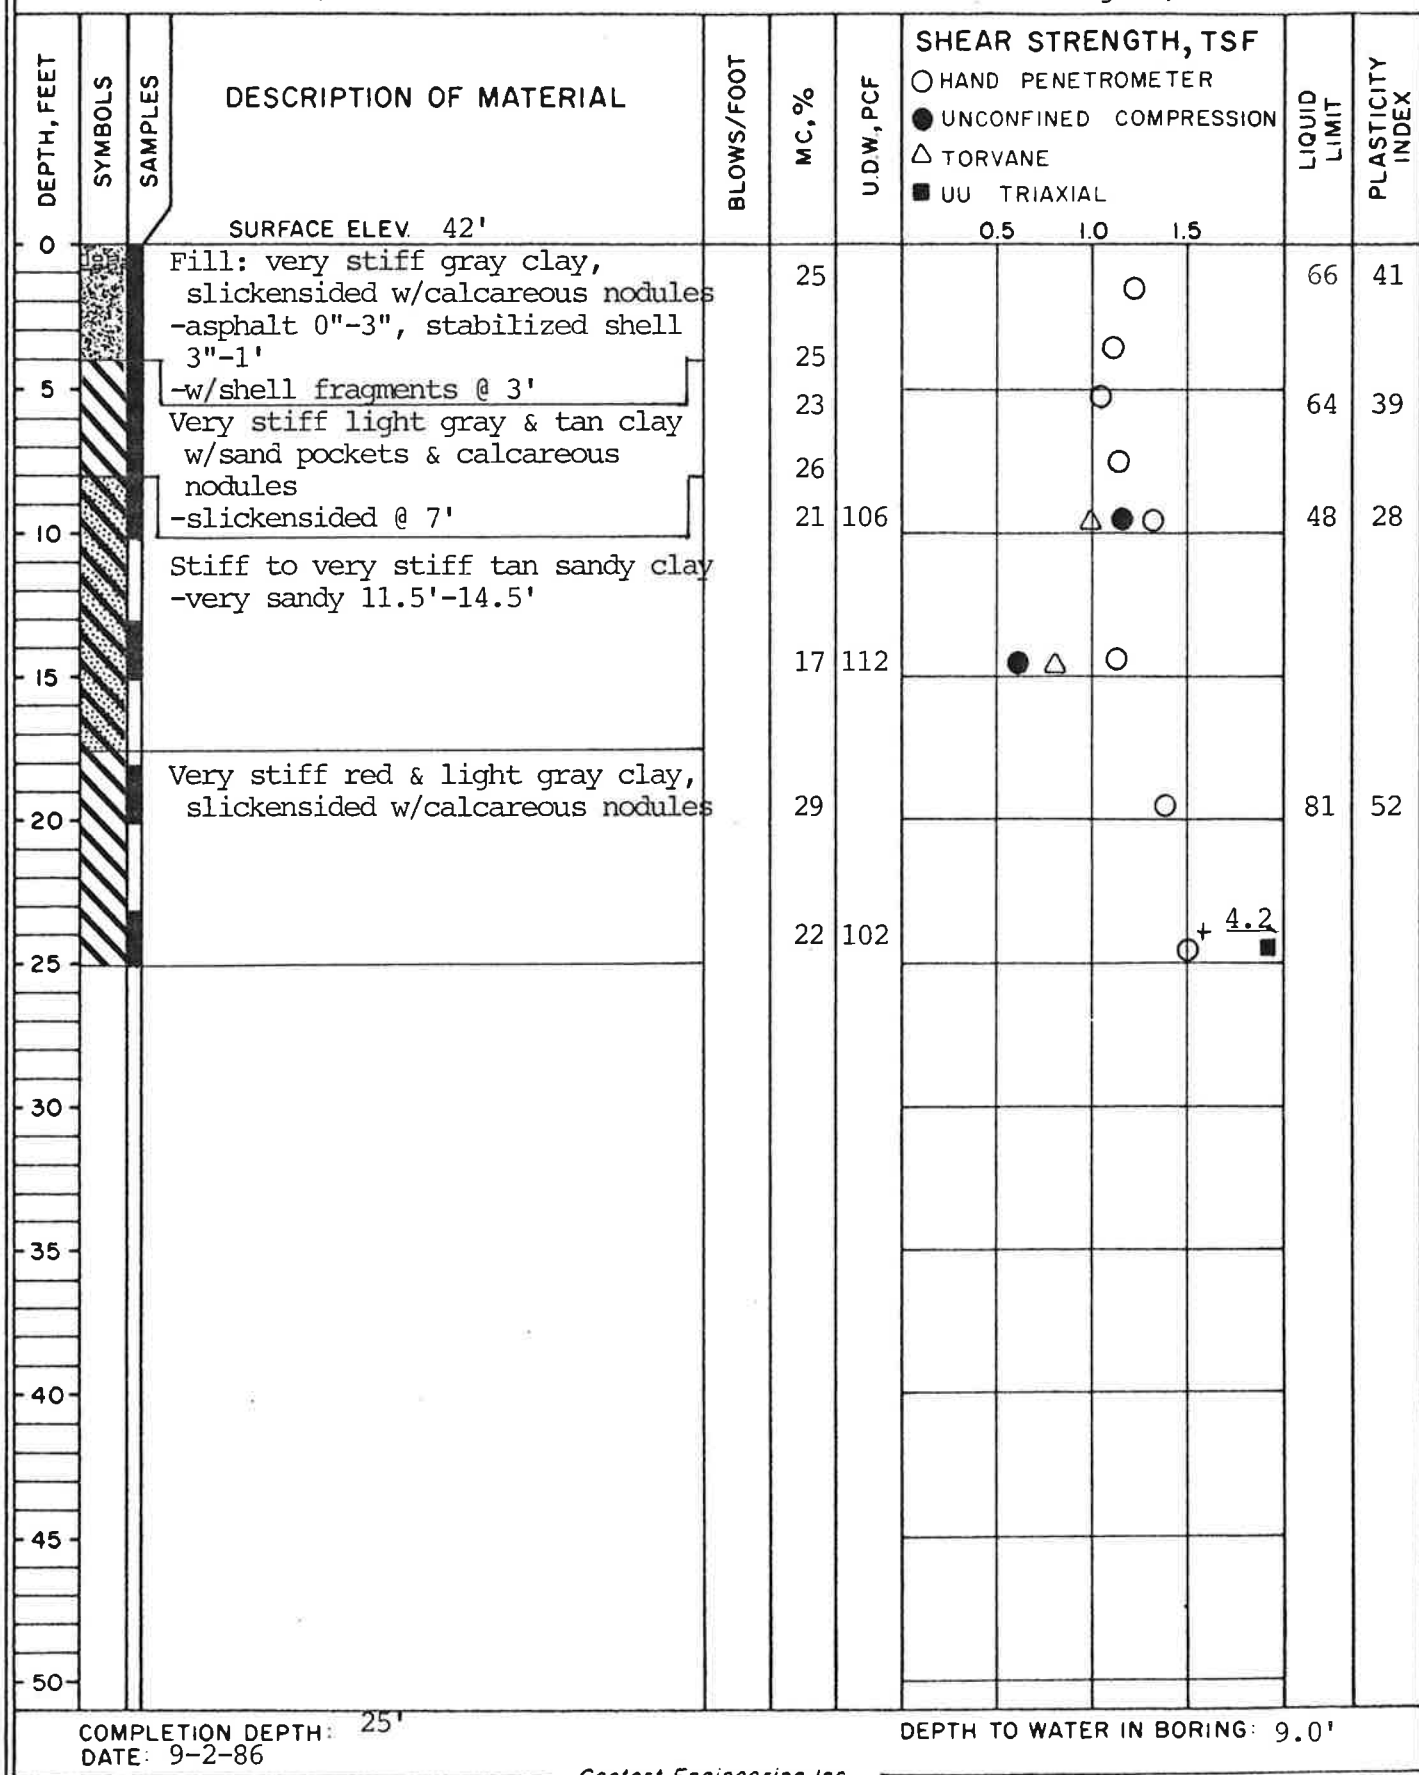 DEPTH, FEET
SYMBOLS
SAMPLES
DESCRIPTION OF MATERIAL
SURFACE ELEV. 42'
BLOWS/FOOT
MC, %
U.D.W., PCF
SHEAR STRENGTH, TSF
HAND PENETROMETER
UNCONFINED COMPRESSION
TORVANE
UU TRIAXIAL
0.5 1.0 1.5
LIQUID
LIMIT
PLASTICITY
INDEX
0
Fill: very stiff gray clay,
25 66 41
slickensided w/calcareous nodules
-asphalt 0"-3", stabilized shell
3"-1'
25
5 -w/shell fragments @ 3'
23 64 39
Very stiff light gray & tan clay
w/sand pockets & calcareous
26
nodules
-slickensided @ 7'
21 106 48 28
10
Stiff to very stiff tan sandy clay
-very sandy 11.5'-14.5'
17 112
15
Very stiff red & light gray clay,
slickensided w/calcareous nodules
29 81 52
20
+ 4.2
22 102
25
30
35
40
45
50
COMPLETION DEPTH: 25'
DATE: 9-2-86
DEPTH TO WATER IN BORING: 9.0'